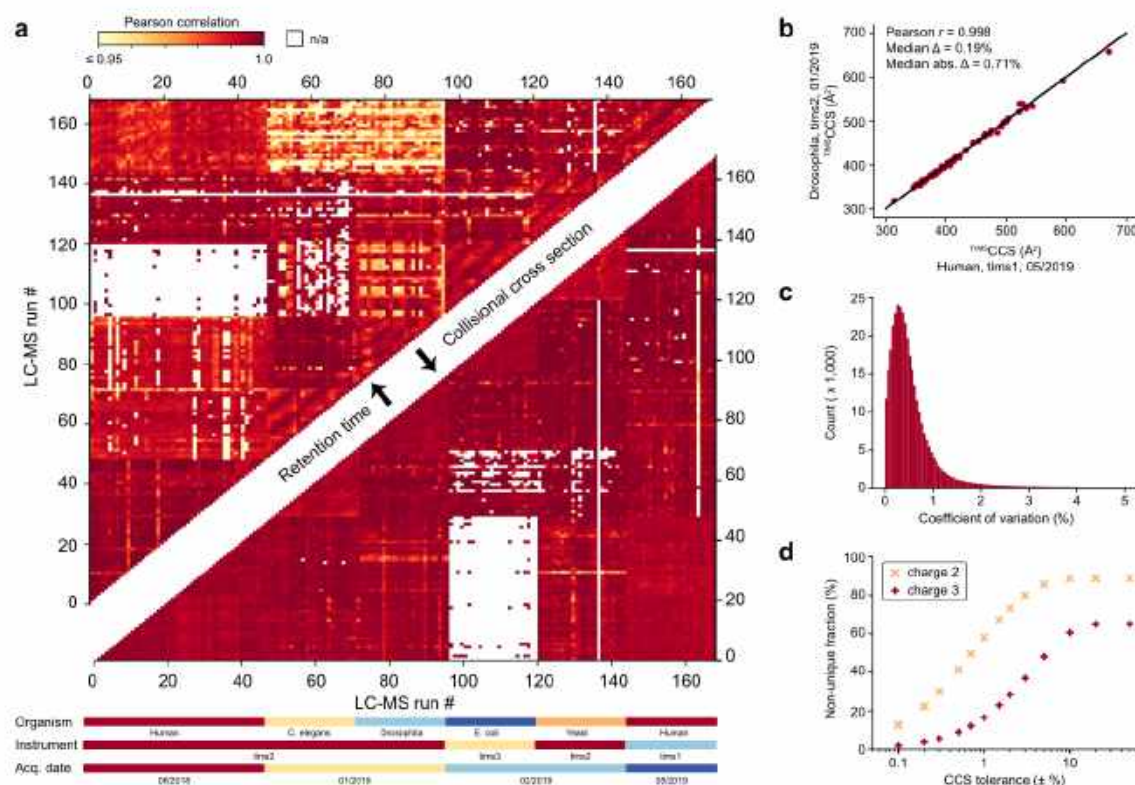 a
Pearson correlation
≤ 0.95 1.0
n/a
0 20 40 60 80 100 120 140 160
160
140
120
100
80
60
40
20
0
LC-MS run #
160
140
120
100
80
60
40
20
0
Retention time
Collisional cross section
0 20 40 60 80 100 120 140 160
LC-MS run #
Organism
Human C. elegans Drosophila E. coli Yeast Human
Instrument
tims2 tims3 tims2 tims1
Acq. date
06/2018 01/2019 02/2019 05/2019
b
Pearson r = 0.998
Median Δ = 0.19%
Median abs. Δ = 0.71%
Drosophila, tims2, 01/2019
TIMSCCS (Å²)
700
600
500
400
300
300 400 500 600 700
TIMSCCS (Å²)
Human, tims1, 05/2019
c
Count ( x 1,000)
25
20
15
10
5
0
0 1 2 3 4 5
Coefficient of variation (%)
d
Non-unique fraction (%)
100
80
60
40
20
0
charge 2
charge 3
0.1 1 10
CCS tolerance (± %)